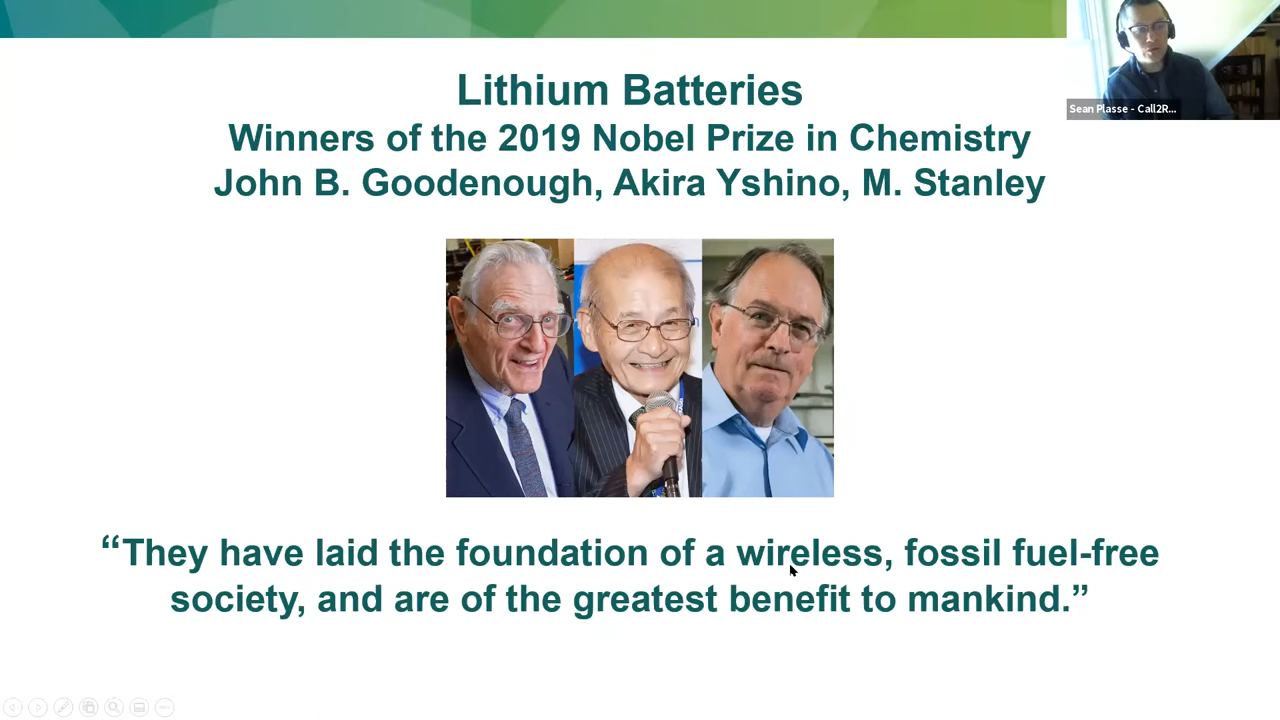 Lithium Batteries
Winners of the 2019 Nobel Prize in Chemistry
John B. Goodenough, Akira Yshino, M. Stanley
“They have laid the foundation of a wireless, fossil fuel-free
society, and are of the greatest benefit to mankind.”
Sean Plasse - Call2R...